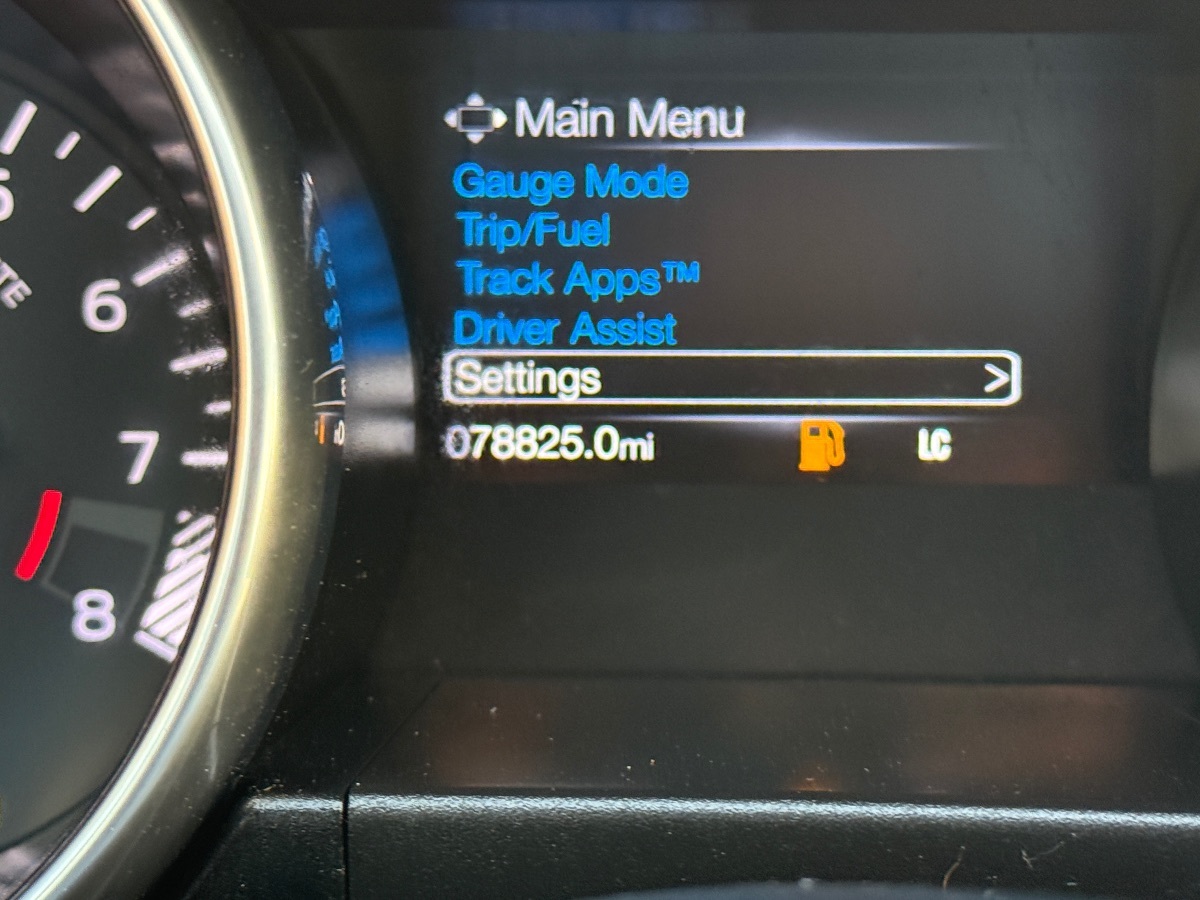 Main Menu
Gauge Mode
Trip/Fuel
Track Apps™
Driver Assist
Settings >
078825.0mi LC
6
7
8